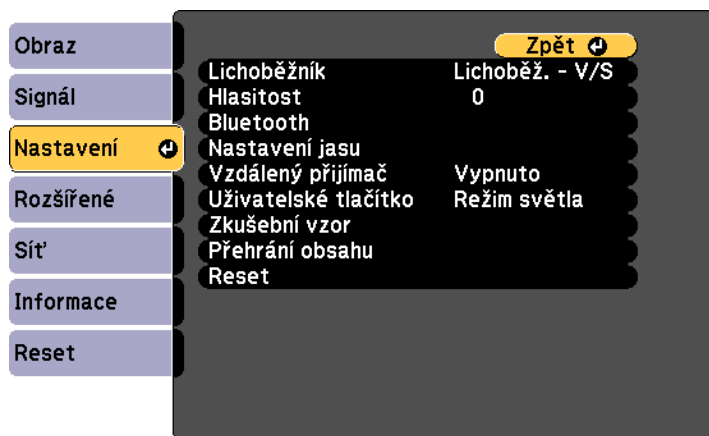 Obraz
Signál
Nastavení
Rozšířené
Síť
Informace
Reset
Zpět
Lichoběžník Lichoběž. - V/S
Hlasitost 0
Bluetooth
Nastavení jasu
Vzdálený přijímač Vypnuto
Uživatelské tlačítko Režim světla
Zkušební vzor
Přehrání obsahu
Reset